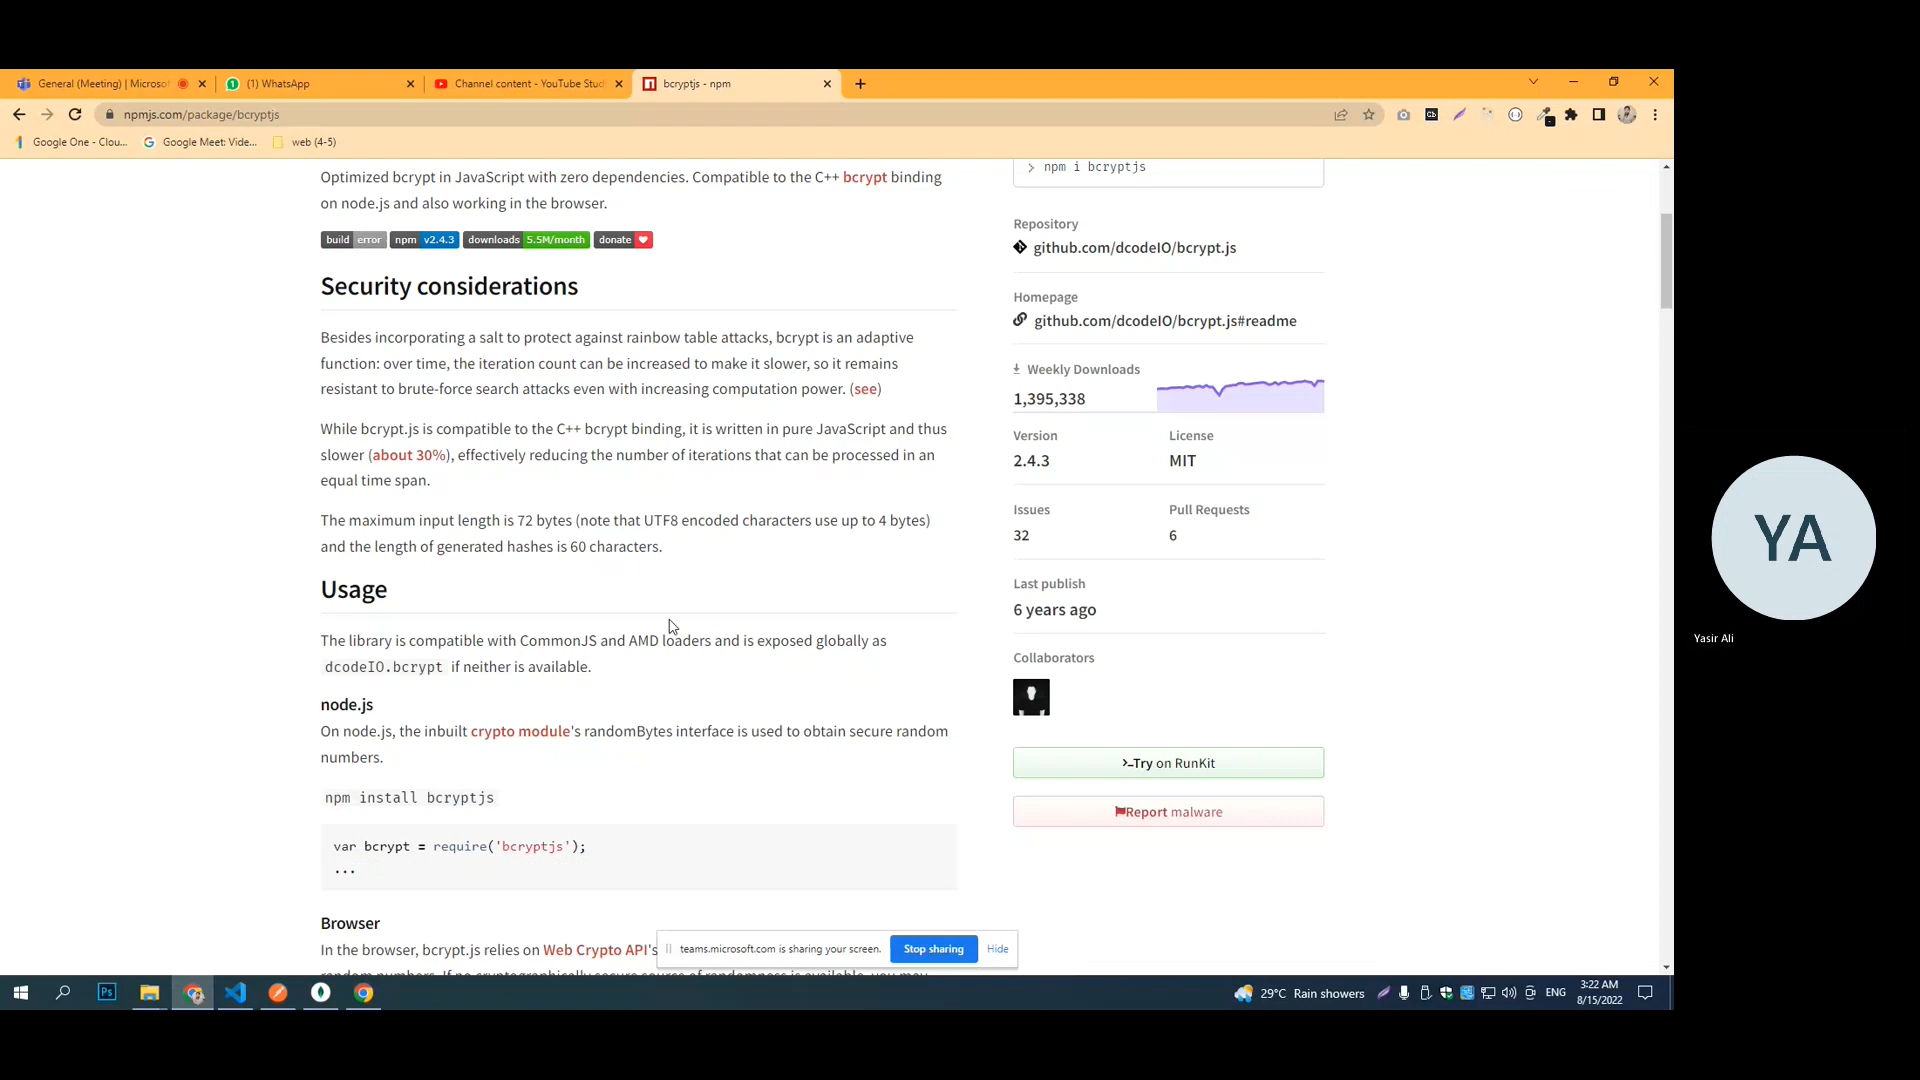 General (Meeting) | Microso
(1) WhatsApp
Channel content - YouTube Stud
bcryptjs - npm
npmjs.com/package/bcryptjs
Google One - Clou...
Google Meet: Vide...
web (4-5)
Optimized bcrypt in JavaScript with zero dependencies. Compatible to the C++ bcrypt binding
on node.js and also working in the browser.
build error npm v2.4.3 downloads 5.5M/month donate
Security considerations
Besides incorporating a salt to protect against rainbow table attacks, bcrypt is an adaptive
function: over time, the iteration count can be increased to make it slower, so it remains
resistant to brute-force search attacks even with increasing computation power. (see)
While bcrypt.js is compatible to the C++ bcrypt binding, it is written in pure JavaScript and thus
slower (about 30%), effectively reducing the number of iterations that can be processed in an
equal time span.
The maximum input length is 72 bytes (note that UTF8 encoded characters use up to 4 bytes)
and the length of generated hashes is 60 characters.
Usage
The library is compatible with CommonJS and AMD loaders and is exposed globally as
dcodeIO.bcrypt if neither is available.
node.js
On node.js, the inbuilt crypto module's randomBytes interface is used to obtain secure random
numbers.
npm install bcryptjs
var bcrypt = require('bcryptjs');
...
Browser
In the browser, bcrypt.js relies on Web Crypto API's
> npm i bcryptjs
Repository
github.com/dcodeIO/bcrypt.js
Homepage
github.com/dcodeIO/bcrypt.js#readme
Weekly Downloads
1,395,338
Version
License
2.4.3
MIT
Issues
Pull Requests
32
6
Last publish
6 years ago
Collaborators
>_Try on RunKit
Report malware
teams.microsoft.com is sharing your screen.
Stop sharing
Hide
YA
Yasir Ali
Ps
29°C Rain showers
ENG
3:22 AM
8/15/2022